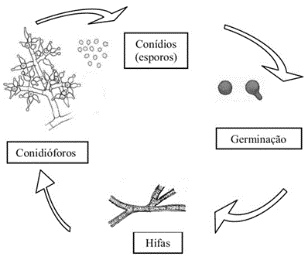 Conídios
(esporos)
Germinação
Hifas
Conidióforos